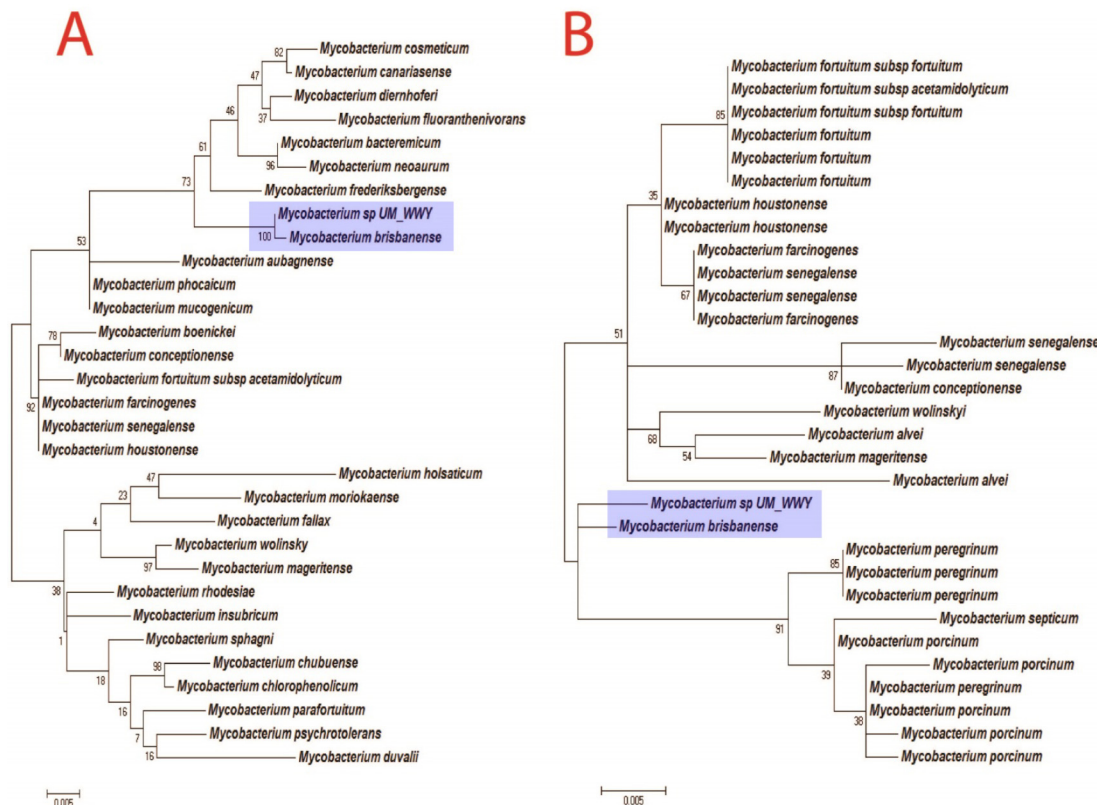 A
82
Mycobacterium cosmeticum
Mycobacterium canariasense
47
Mycobacterium diernhoferi
37
Mycobacterium fluoranthenivorans
46
Mycobacterium bacteremicum
96
Mycobacterium neoaurum
61
Mycobacterium frederiksbergense
73
Mycobacterium sp UM_WWY
100
Mycobacterium brisbanense
53
Mycobacterium aubagnense
Mycobacterium phocaicum
Mycobacterium mucogenicum
78
Mycobacterium boenickei
Mycobacterium conceptionense
Mycobacterium fortuitum subsp acetamidolyticum
92
Mycobacterium farcinogenes
Mycobacterium senegalense
Mycobacterium houstonense
47
Mycobacterium holsaticum
23
Mycobacterium moriokaense
Mycobacterium fallax
4
Mycobacterium wolinsky
97
Mycobacterium mageritense
38
Mycobacterium rhodesiae
1
Mycobacterium insubricum
Mycobacterium sphagni
18
98
Mycobacterium chubuense
Mycobacterium chlorophenolicum
16
Mycobacterium parafortuitum
7
Mycobacterium psychrotolerans
16
Mycobacterium duvalii
0.005
B
Mycobacterium fortuitum subsp fortuitum
Mycobacterium fortuitum subsp acetamidolyticum
85
Mycobacterium fortuitum subsp fortuitum
Mycobacterium fortuitum
Mycobacterium fortuitum
Mycobacterium fortuitum
35
Mycobacterium houstonense
Mycobacterium houstonense
Mycobacterium farcinogenes
Mycobacterium senegalense
67
Mycobacterium senegalense
Mycobacterium farcinogenes
51
Mycobacterium senegalense
87
Mycobacterium senegalense
Mycobacterium conceptionense
68
Mycobacterium wolinskyi
54
Mycobacterium alvei
Mycobacterium mageritense
Mycobacterium alvei
Mycobacterium sp UM_WWY
Mycobacterium brisbanense
85
Mycobacterium peregrinum
Mycobacterium peregrinum
Mycobacterium peregrinum
91
Mycobacterium septicum
39
Mycobacterium porcinum
Mycobacterium porcinum
Mycobacterium peregrinum
38
Mycobacterium porcinum
Mycobacterium porcinum
Mycobacterium porcinum
0.005